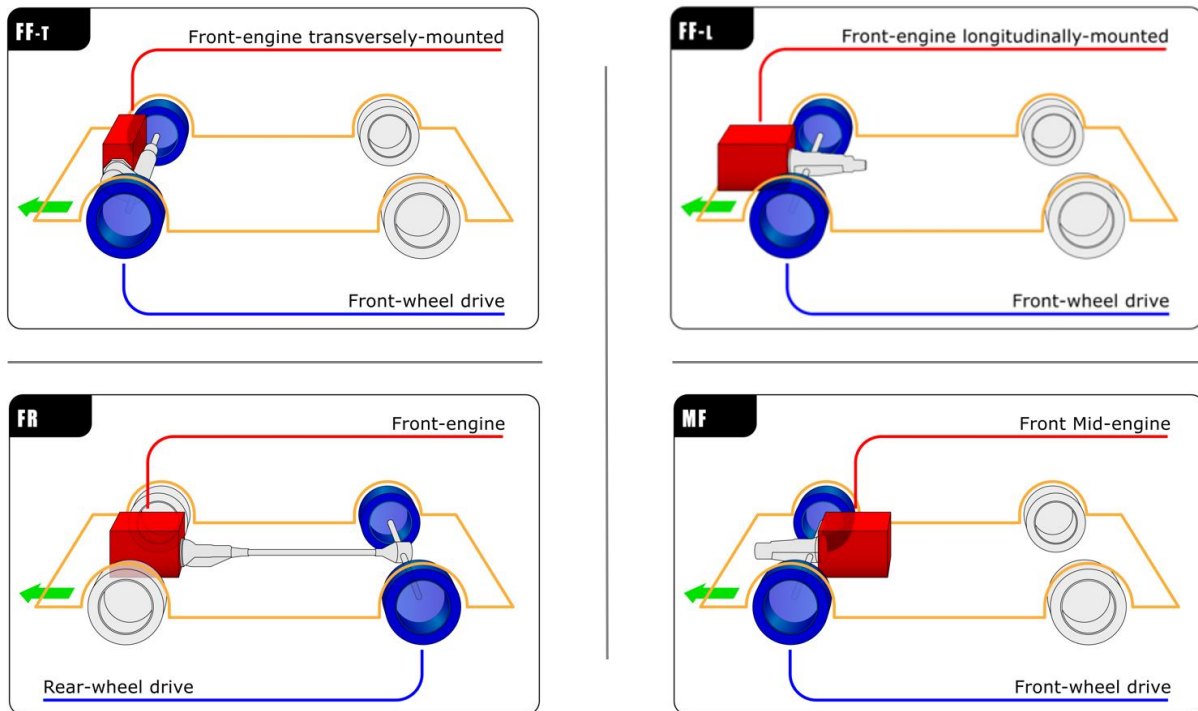 FF-T
Front-engine transversely-mounted
Front-wheel drive
FF-L
Front-engine longitudinally-mounted
Front-wheel drive
FR
Front-engine
Rear-wheel drive
MF
Front Mid-engine
Front-wheel drive